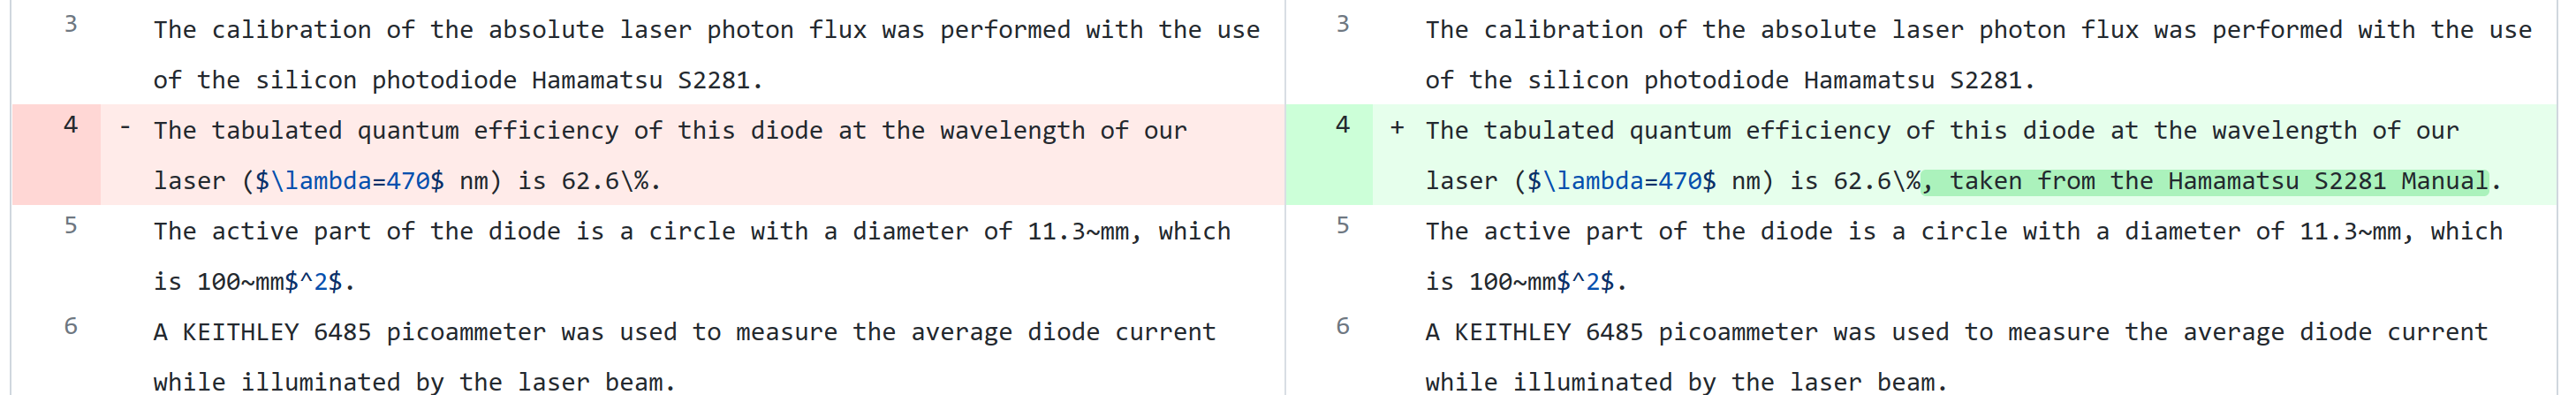 3 The calibration of the absolute laser photon flux was performed with the use
of the silicon photodiode Hamamatsu S2281.
4 - The tabulated quantum efficiency of this diode at the wavelength of our
laser ($\lambda=470$ nm) is 62.6\%.
5 The active part of the diode is a circle with a diameter of 11.3~mm, which
is 100~mm$^2$.
6 A KEITHLEY 6485 picoammeter was used to measure the average diode current
while illuminated by the laser beam.
3 The calibration of the absolute laser photon flux was performed with the use
of the silicon photodiode Hamamatsu S2281.
4 + The tabulated quantum efficiency of this diode at the wavelength of our
laser ($\lambda=470$ nm) is 62.6\%, taken from the Hamamatsu S2281 Manual.
5 The active part of the diode is a circle with a diameter of 11.3~mm, which
is 100~mm$^2$.
6 A KEITHLEY 6485 picoammeter was used to measure the average diode current
while illuminated by the laser beam.